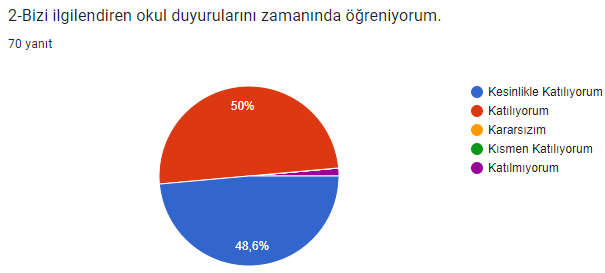 2-Bizi ilgilendiren okul duyurularını zamanında öğreniyorum.
70 yanıt
Kesinlikle Katılıyorum
Katılıyorum
Kararsızım
Kısmen Katılıyorum
Katılmıyorum
50%
48,6%